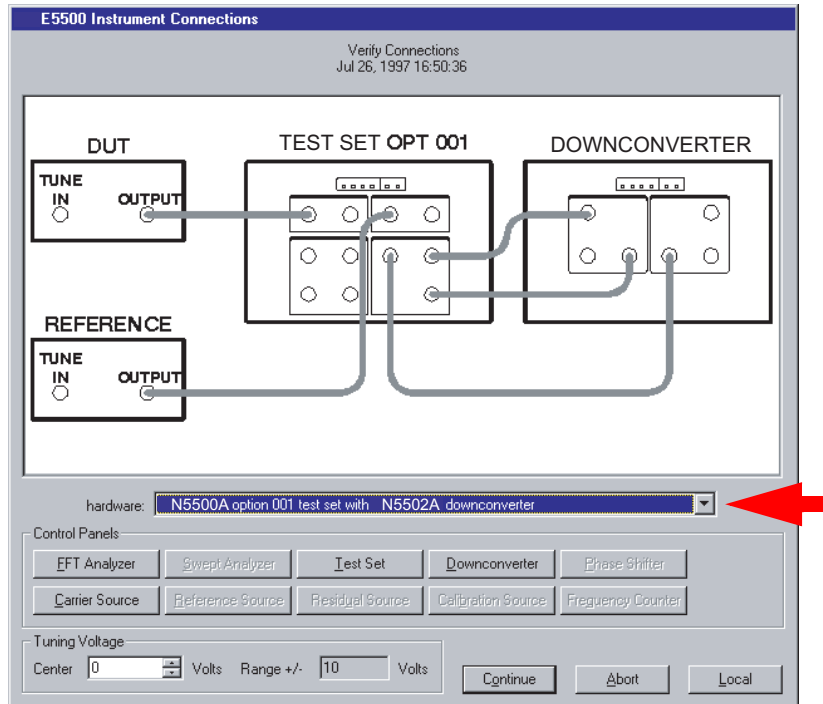 E5500 Instrument Connections
Verify Connections
Jul 26, 1997 16:50:36
DUT
TEST SET OPT 001
DOWNCONVERTER
TUNE
IN
OUTPUT
REFERENCE
TUNE
IN
OUTPUT
hardware: N5500A option 001 test set with N5502A downconverter
Control Panels
FFT Analyzer Swept Analyzer Test Set Downconverter Phase Shifter
Carrier Source Reference Source Residual Source Calibration Source Frequency Counter
Tuning Voltage
Center 0 Volts Range +/- 10 Volts
Continue Abort Local